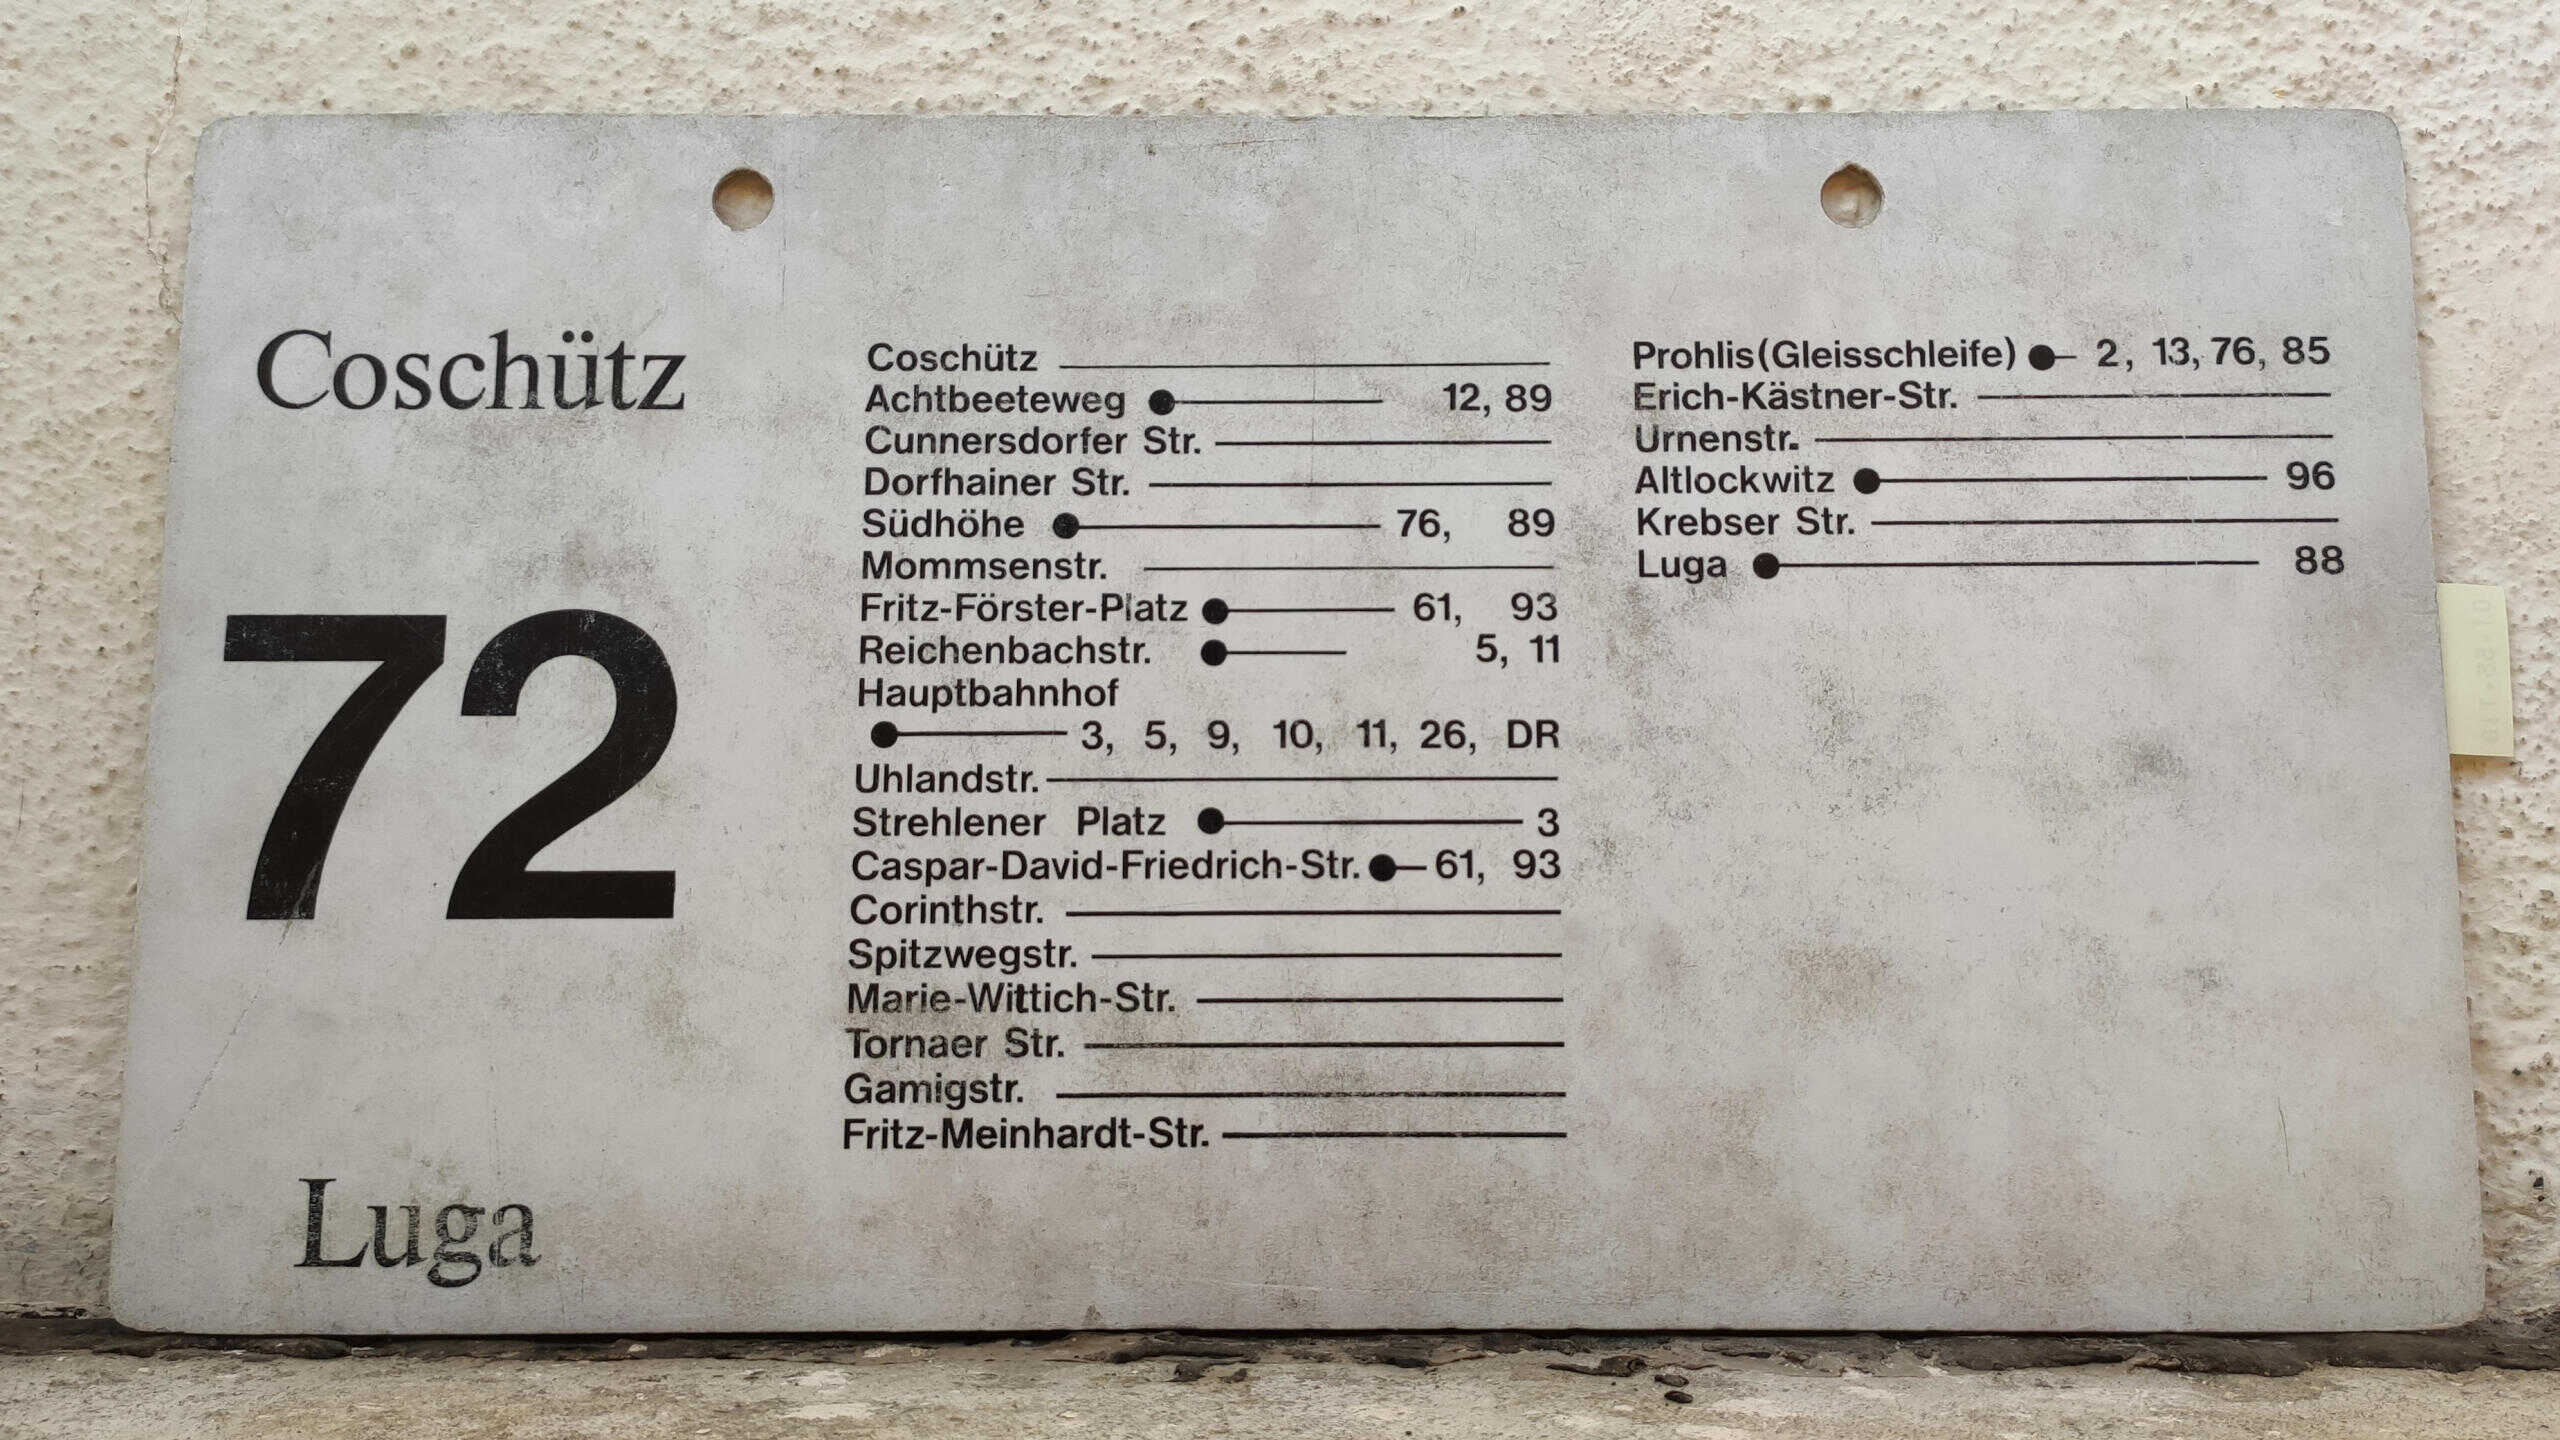 Coschütz
72
Luga
Coschütz
Achtbeeteweg 12, 89
Cunnersdorfer Str.
Dorfhainer Str.
Südhöhe 76, 89
Mommsenstr.
Fritz-Förster-Platz 61, 93
Reichenbachstr. 5, 11
Hauptbahnhof
3, 5, 9, 10, 11, 26, DR
Uhlandstr.
Strehlener Platz 3
Caspar-David-Friedrich-Str. 61, 93
Corinthstr.
Spitzwegstr.
Marie-Wittich-Str.
Tornaer Str.
Gamigstr.
Fritz-Meinhardt-Str.
Prohlis(Gleisschleife) 2, 13, 76, 85
Erich-Kästner-Str.
Urnenstr.
Altlockwitz 96
Krebser Str.
Luga 88